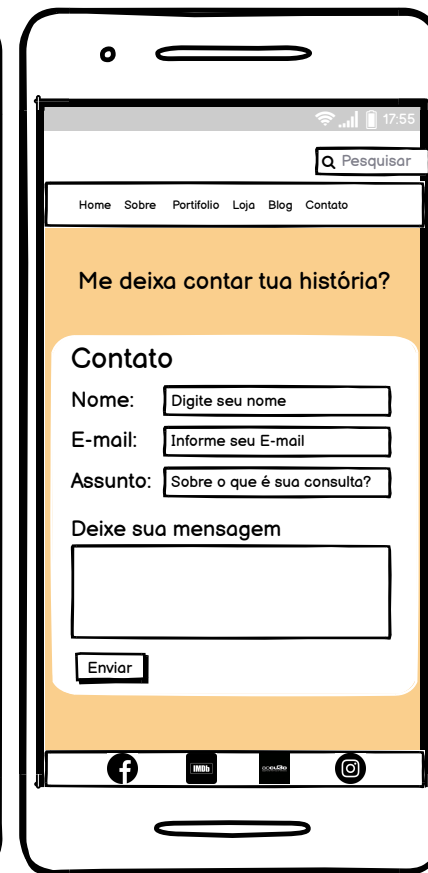 17:55
Pesquisar
Home Sobre Portifolio Loja Blog Contato
Me deixa contar tua história?
Contato
Nome: Digite seu nome
E-mail: Informe seu E-mail
Assunto: Sobre o que é sua consulta?
Deixe sua mensagem
Enviar
IMDb